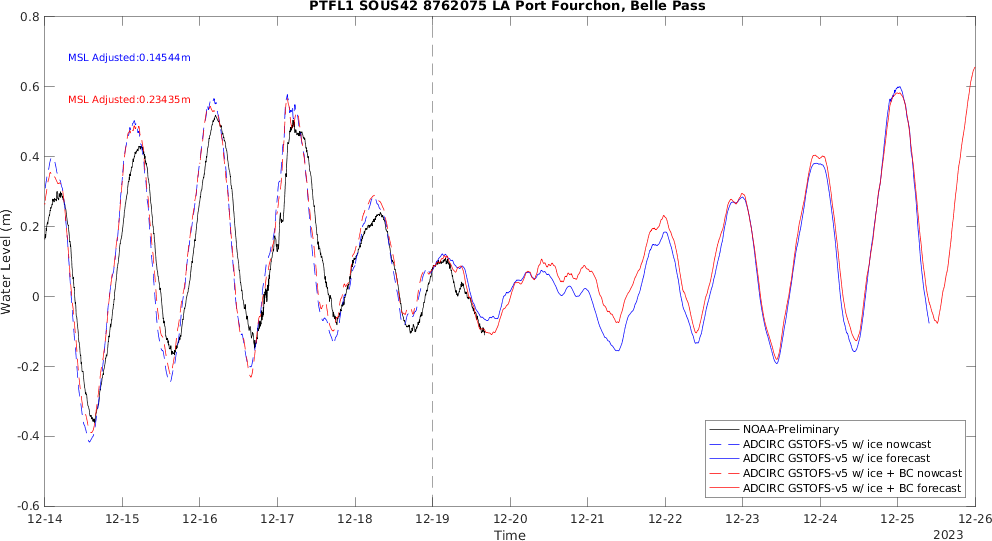 PTFL1 SOUS42 8762075 LA Port Fourchon, Belle Pass
MSL Adjusted:0.14544m
MSL Adjusted:0.23435m
Water Level (m)
0.8
0.6
0.4
0.2
0
-0.2
-0.4
-0.6
NOAA-Preliminary
ADCIRC GSTOFS-v5 w/ ice nowcast
ADCIRC GSTOFS-v5 w/ ice forecast
ADCIRC GSTOFS-v5 w/ ice + BC nowcast
ADCIRC GSTOFS-v5 w/ ice + BC forecast
12-14 12-15 12-16 12-17 12-18 12-19 12-20 12-21 12-22 12-23 12-24 12-25 12-26
Time
2023